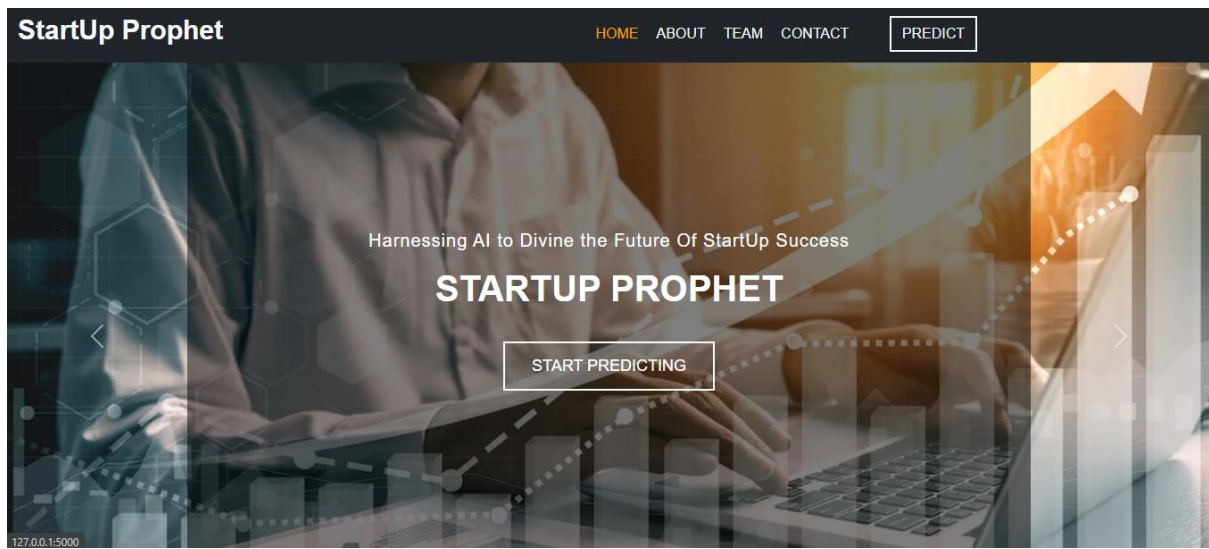 StartUp Prophet
HOME ABOUT TEAM CONTACT PREDICT
Harnessing AI to Divine the Future Of StartUp Success
STARTUP PROPHET
START PREDICTING
127.0.0.1:5000